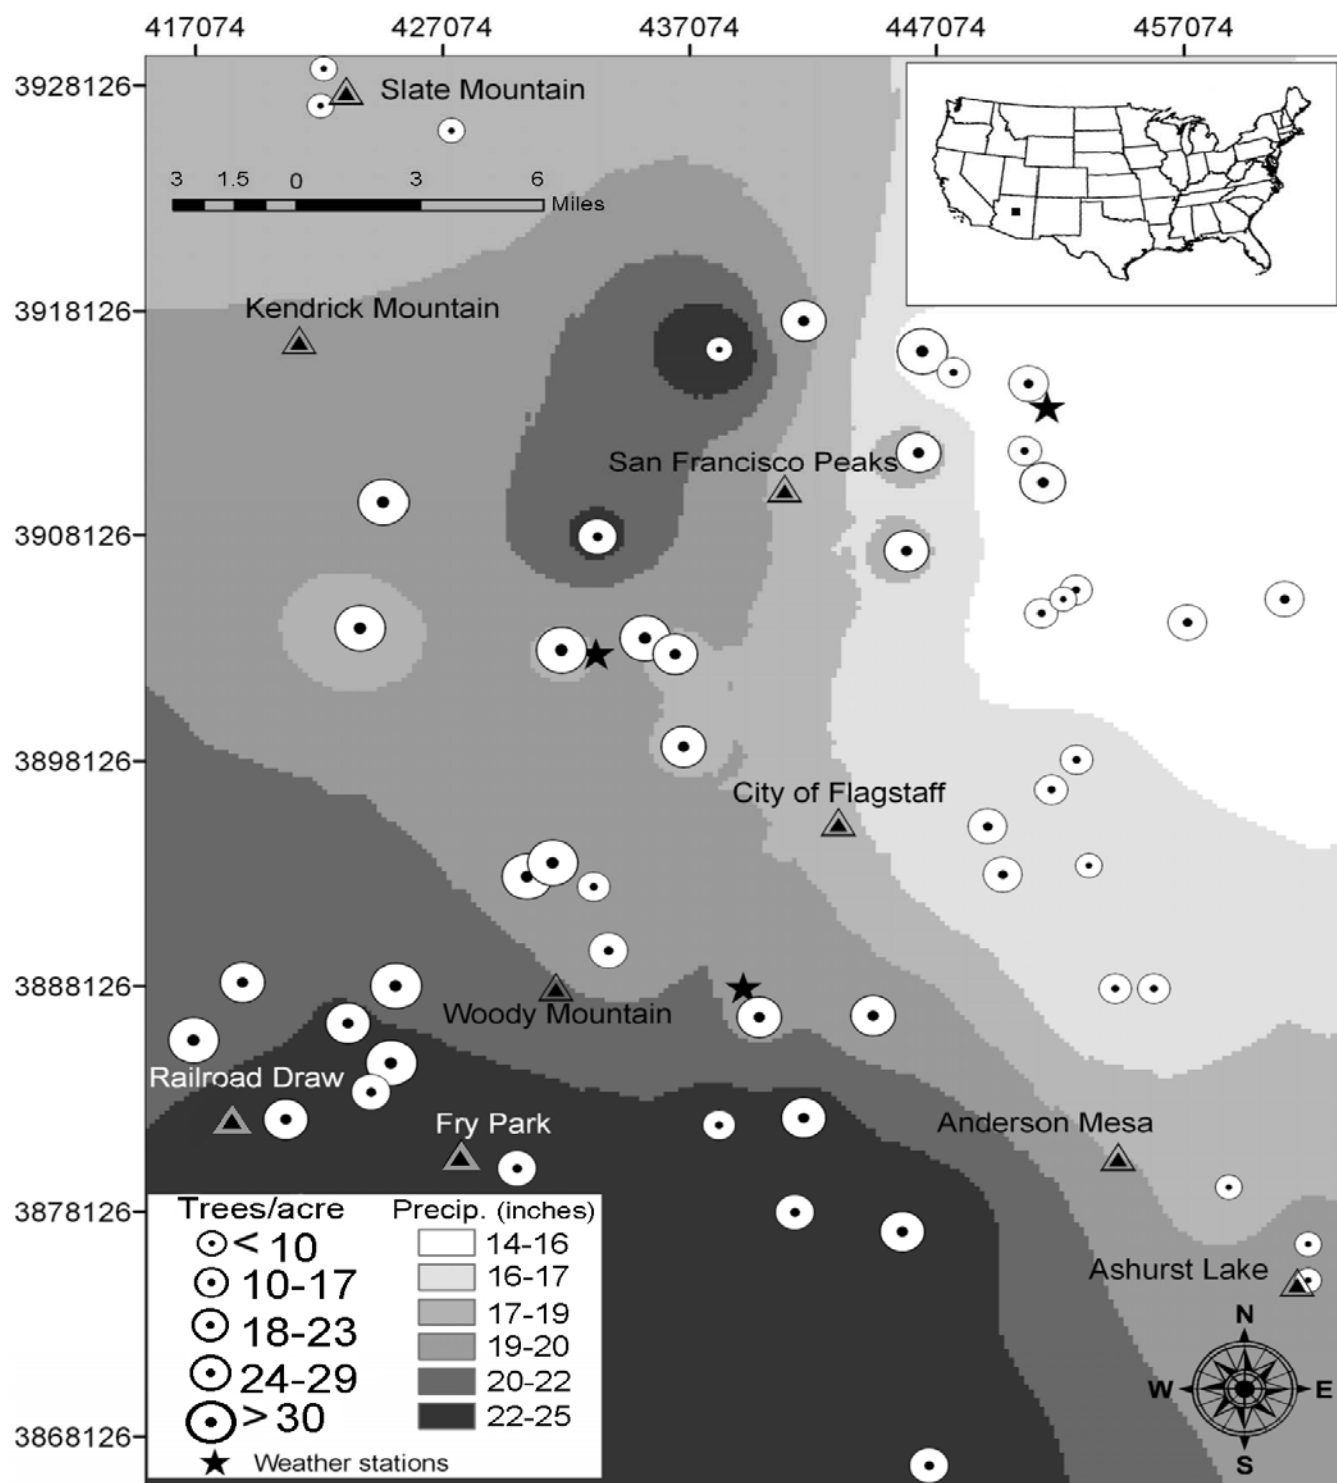 417074 427074 437074 447074 457074
3928126
Slate Mountain
3 1.5 0 3 6
Miles
3918126
Kendrick Mountain
San Francisco Peaks
3908126
3898126
City of Flagstaff
3888126
Woody Mountain
Railroad Draw
Fry Park
Anderson Mesa
3878126
Ashurst Lake
3868126
Trees/acre
< 10
10-17
18-23
24-29
> 30
Weather stations
Precip. (inches)
14-16
16-17
17-19
19-20
20-22
22-25
N
W E
S